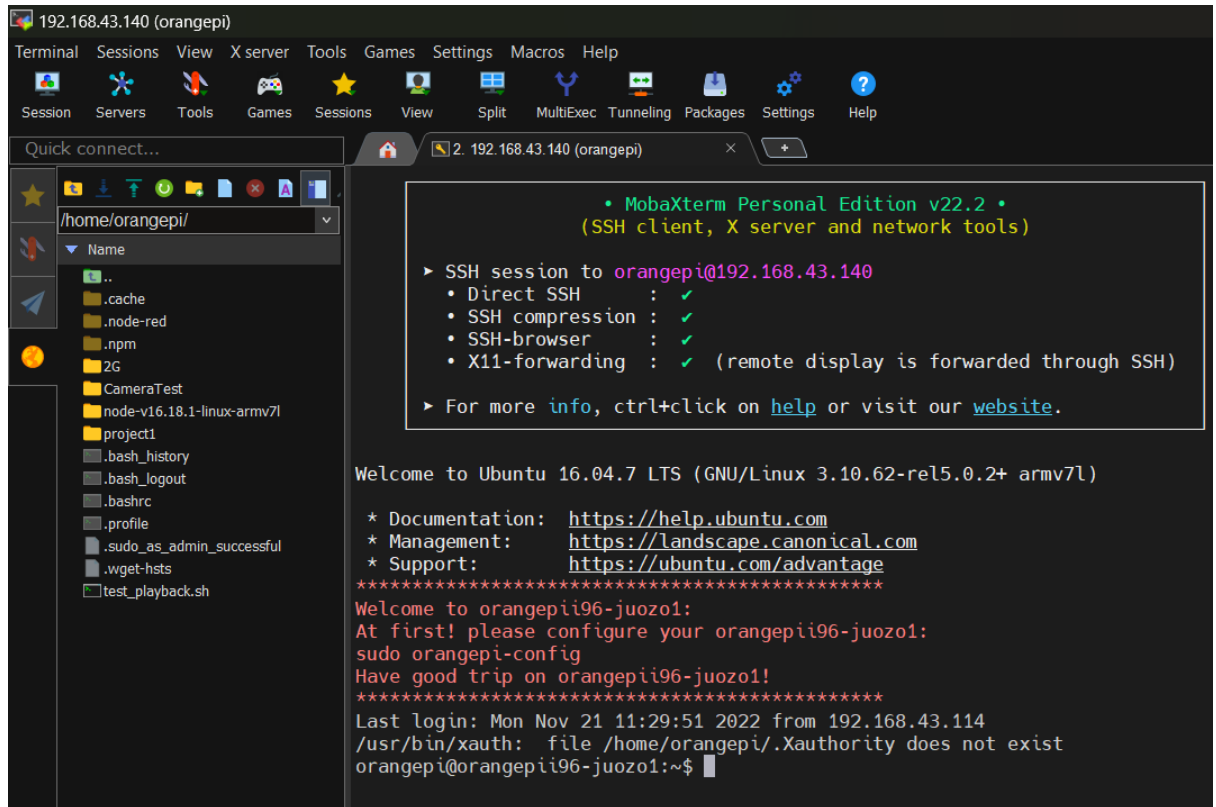 192.168.43.140 (orangepi)
Terminal Sessions View X server Tools Games Settings Macros Help
Session Servers Tools Games Sessions View Split MultiExec Tunneling Packages Settings Help
Quick connect...
2. 192.168.43.140 (orangepi)
/home/orangepi/
Name
..
.cache
.node-red
.npm
2G
CameraTest
node-v16.18.1-linux-armv7l
project1
.bash_history
.bash_logout
.bashrc
.profile
.sudo_as_admin_successful
.wget-hsts
test_playback.sh
• MobaXterm Personal Edition v22.2 •
(SSH client, X server and network tools)
➤ SSH session to orangepi@192.168.43.140
• Direct SSH : ✔
• SSH compression : ✔
• SSH-browser : ✔
• X11-forwarding : ✔ (remote display is forwarded through SSH)
➤ For more info, ctrl+click on help or visit our website.
Welcome to Ubuntu 16.04.7 LTS (GNU/Linux 3.10.62-rel5.0.2+ armv7l)
* Documentation: https://help.ubuntu.com
* Management: https://landscape.canonical.com
* Support: https://ubuntu.com/advantage
***********************************************
Welcome to orangepii96-juozo1:
At first! please configure your orangepii96-juozo1:
sudo orangepi-config
Have good trip on orangepii96-juozo1!
***********************************************
Last login: Mon Nov 21 11:29:51 2022 from 192.168.43.114
/usr/bin/xauth: file /home/orangepi/.Xauthority does not exist
orangepi@orangepii96-juozo1:~$